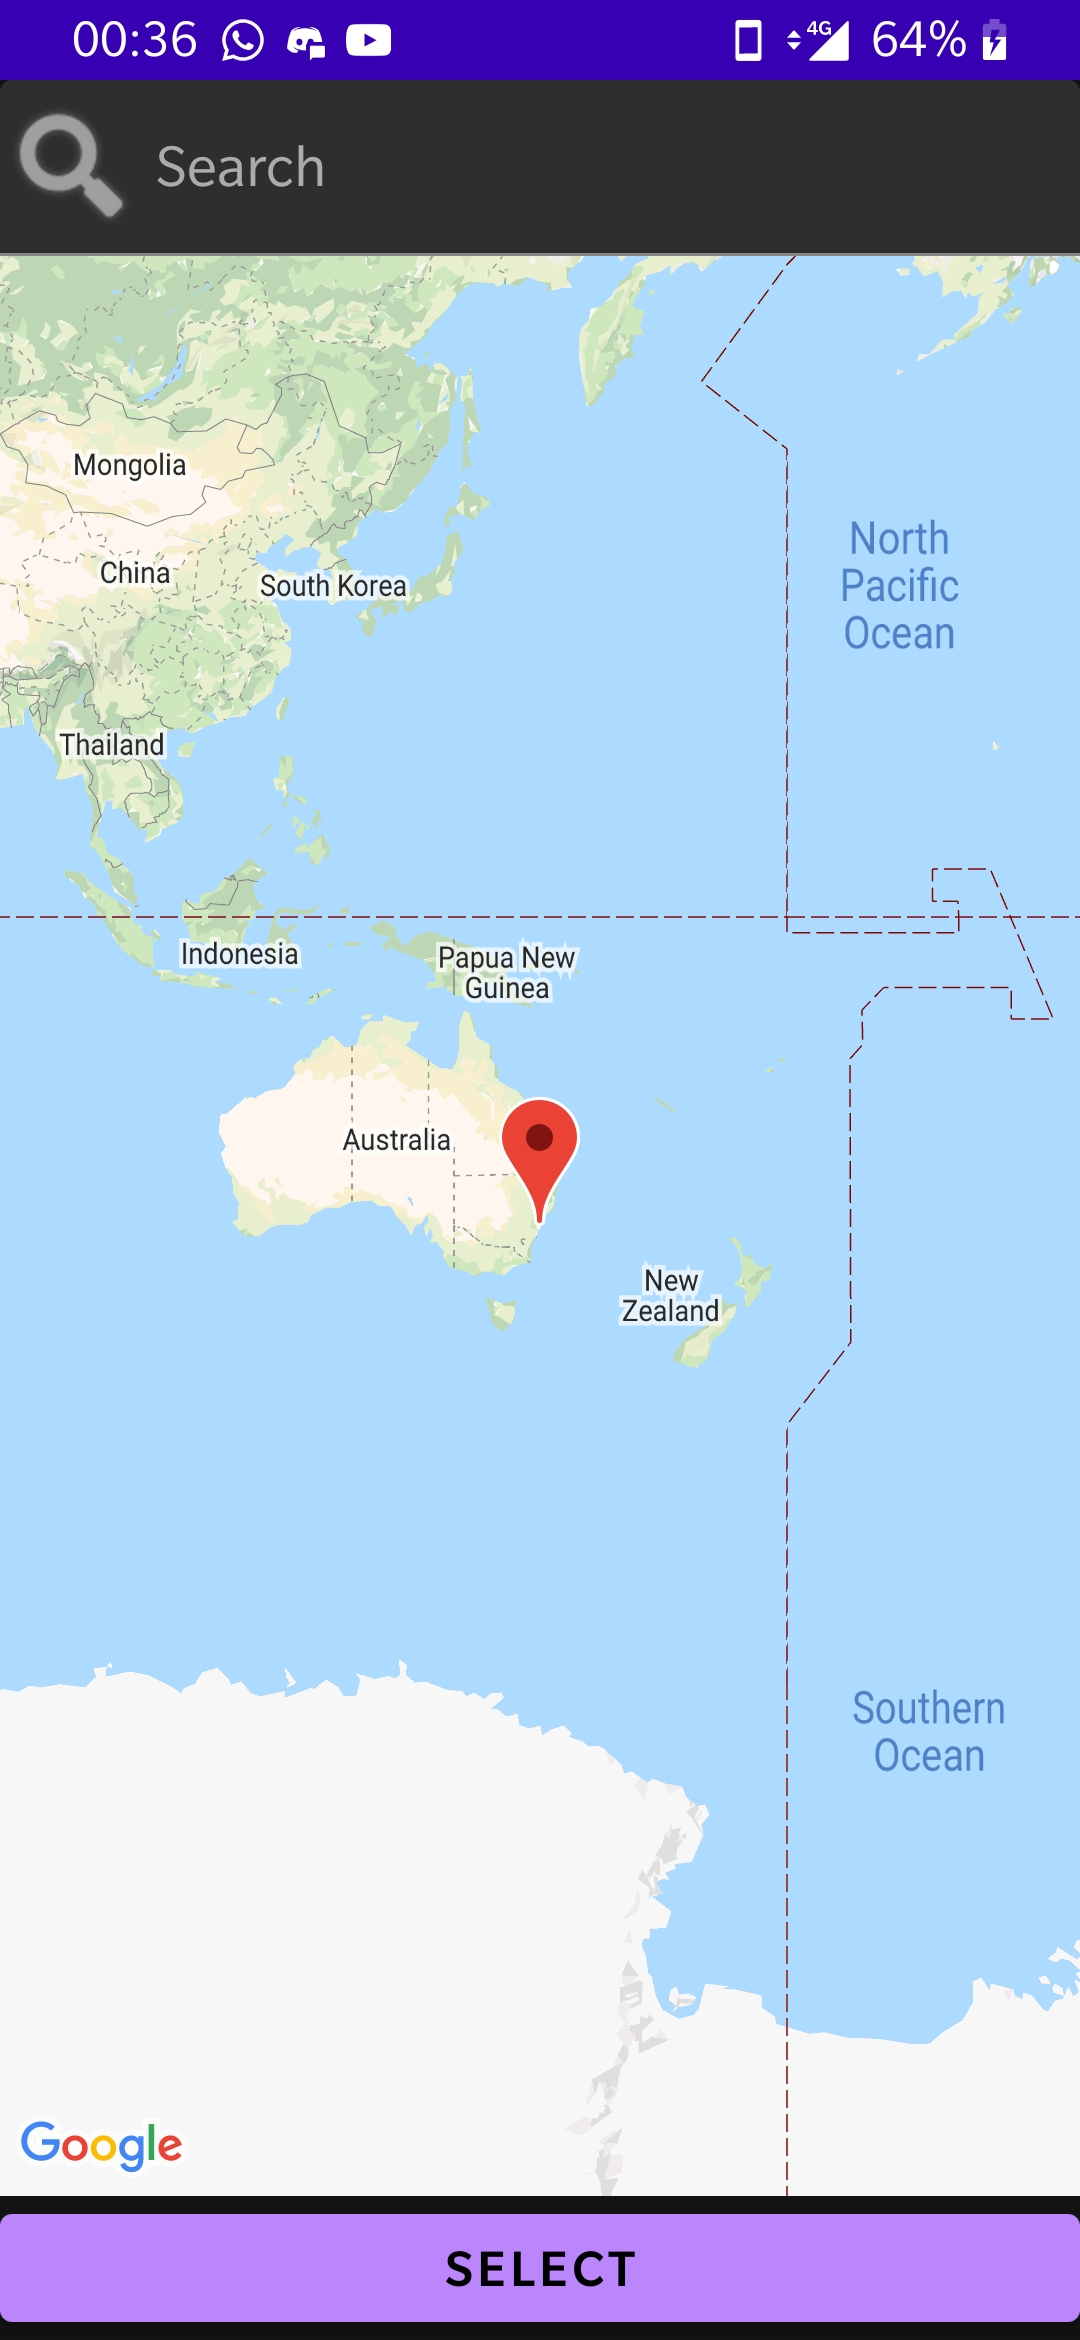 00:36
4G
64%
Search
Mongolia
North
Pacific
Ocean
China
South Korea
Thailand
Indonesia
Papua New
Guinea
Australia
New
Zealand
Southern
Ocean
Google
SELECT